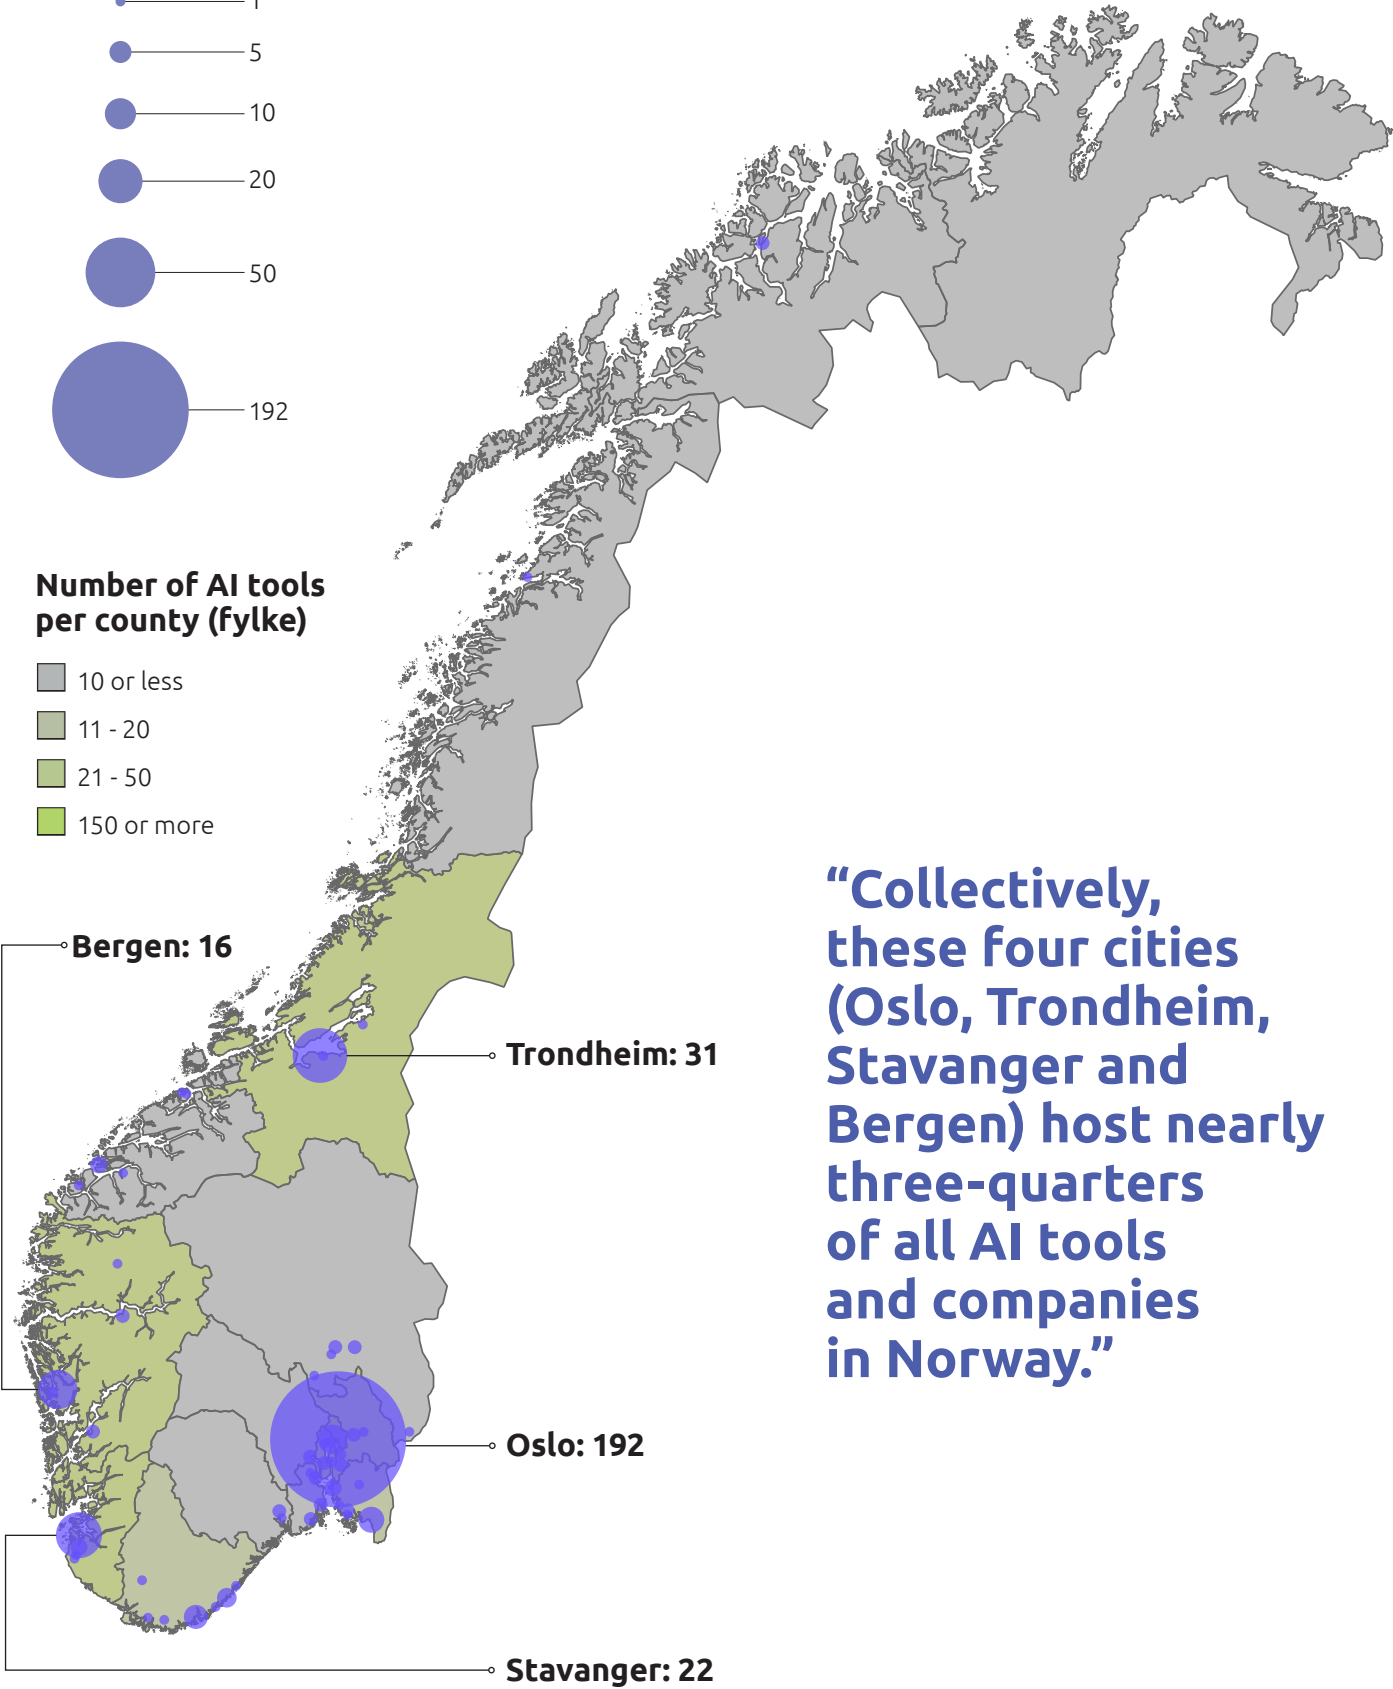 1
5
10
20
50
192
Number of AI tools
per county (fylke)
10 or less
11 - 20
21 - 50
150 or more
Bergen: 16
Trondheim: 31
Oslo: 192
Stavanger: 22
“Collectively,
these four cities
(Oslo, Trondheim,
Stavanger and
Bergen) host nearly
three-quarters
of all AI tools
and companies
in Norway.”